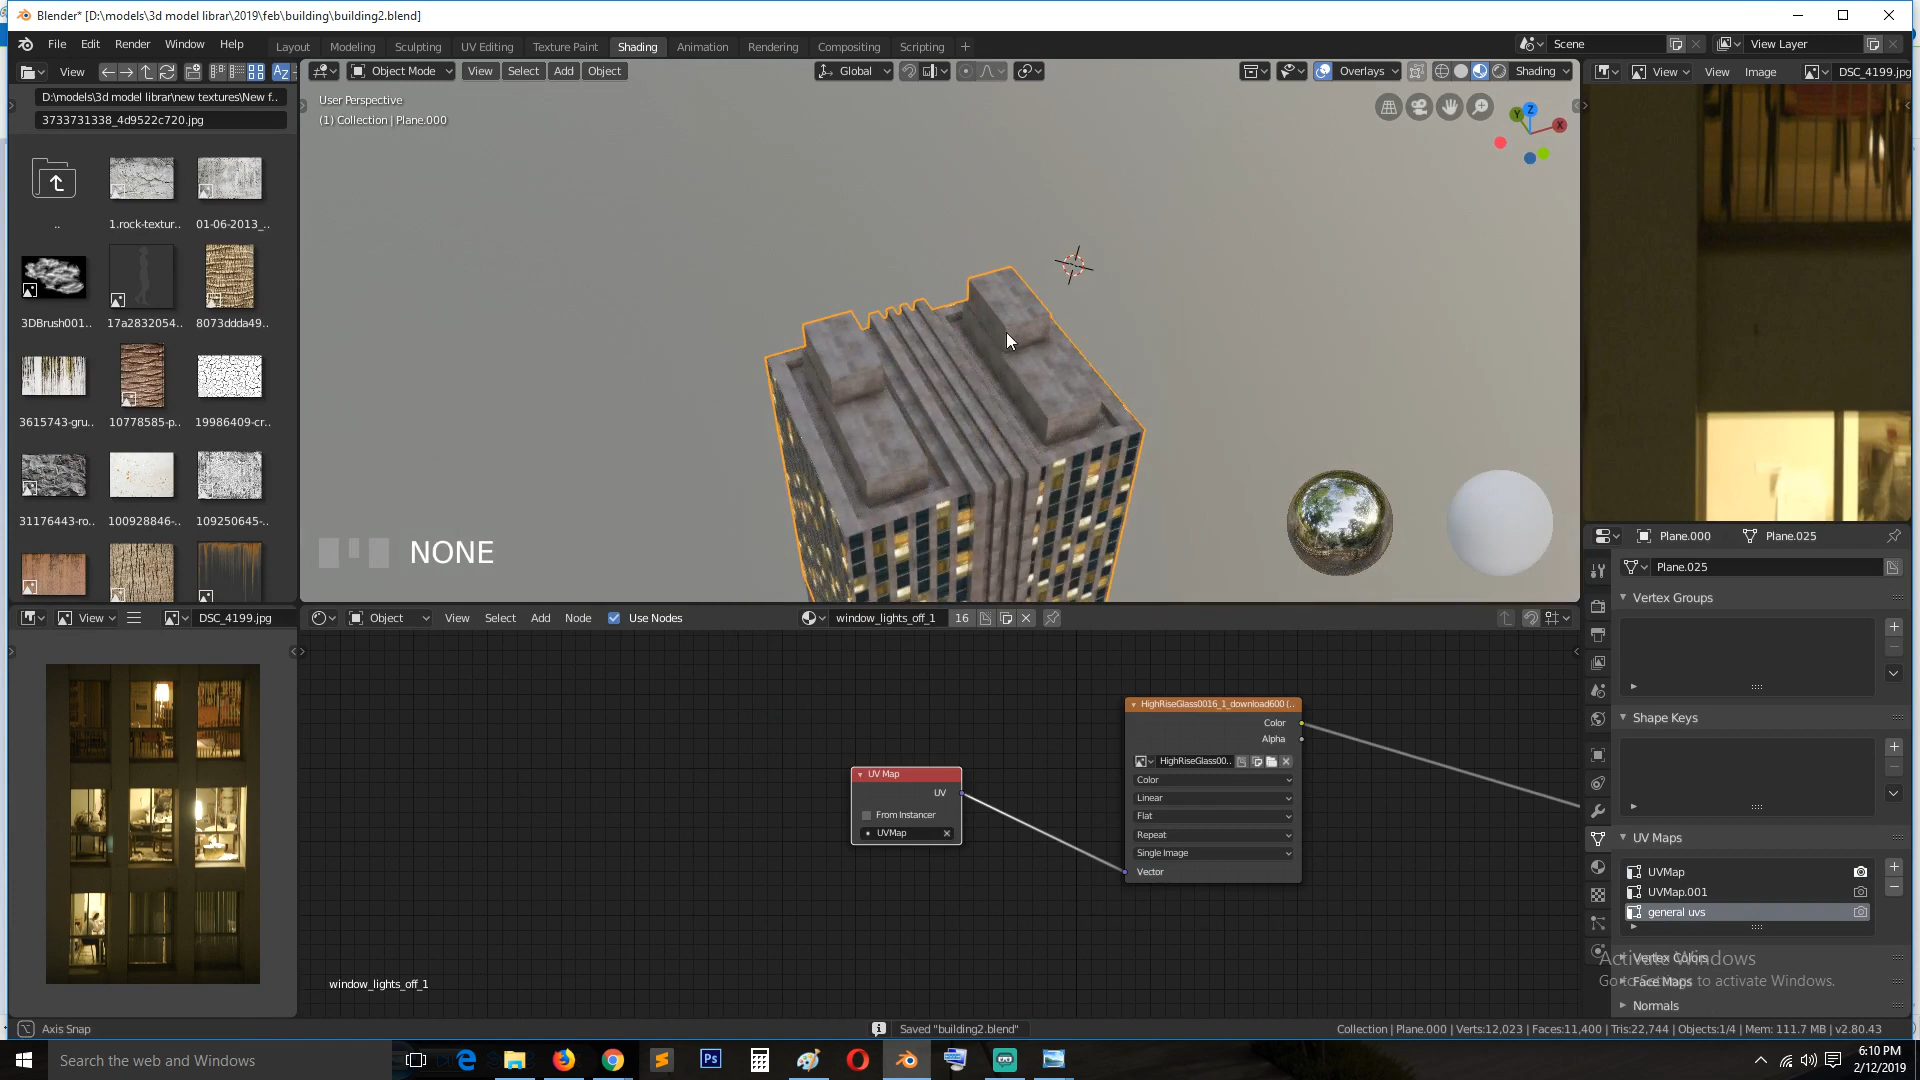 Blender* [D:\models\3d model librar\2019\feb\building\building2.blend]
File Edit Render Window Help
Layout Modeling Sculpting UV Editing Texture Paint Shading Animation Rendering Compositing Scripting
Scene
View Layer
View
Object Mode View Select Add Object
Global
Overlays
Shading
View View Image DSC_4199.jpg
D:\models\3d model librar\new textures\New f..
3733731338_4d9522c720.jpg
User Perspective
(1) Collection | Plane.000
Z
Y
X
..
1.rock-textur..
01-06-2013_..
3DBrush001..
17a2832054..
8073ddda49..
3615743-gru..
10778585-p..
19986409-cr..
31176443-ro..
100928846-..
109250645-..
NONE
Plane.000 Plane.025
Plane.025
Vertex Groups
Shape Keys
UV Maps
UVMap
UVMap.001
general uvs
Vertex Colors
Face Maps
Normals
Activate Windows
Go to Settings to activate Windows.
View DSC_4199.jpg
Object View Select Add Node Use Nodes
window_lights_off_1 16
UV Map
UV
From Instancer
UVMap
HighRiseGlass0016_1_download600 (..
Color
Alpha
HighRiseGlass00..
Color
Linear
Flat
Repeat
Single Image
Vector
window_lights_off_1
Axis Snap
Saved "building2.blend"
Collection | Plane.000 | Verts:12,023 | Faces:11,400 | Tris:22,744 | Objects:1/4 | Mem: 111.7 MB | v2.80.43
Search the web and Windows
Ps
6:10 PM
2/12/2019